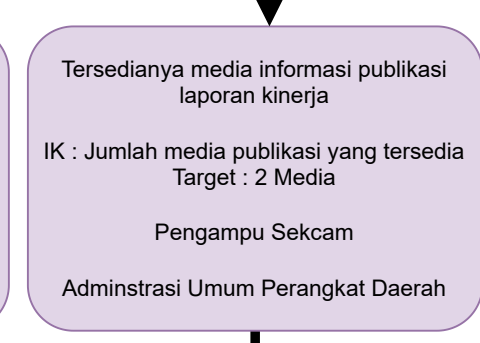 Tersedianya media informasi publikasi
laporan kinerja
IK : Jumlah media publikasi yang tersedia
Target : 2 Media
Pengampu Sekcam
Adminstrasi Umum Perangkat Daerah